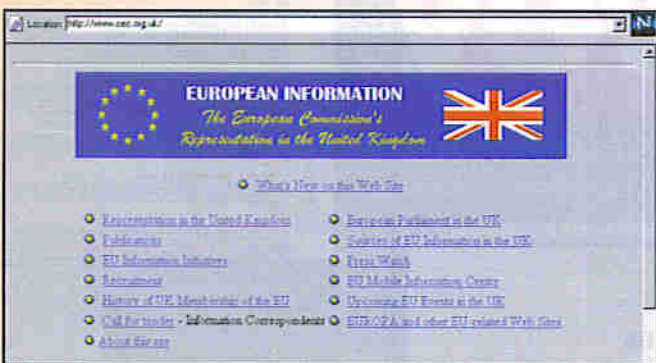 Location: http://www.cec.org.uk/
N
EUROPEAN INFORMATION
The European Commission's
Representation in the United Kingdom
What's New on this Web Site
Representation in the United Kingdom
Publications
EU Information Initiatives
Recruitment
History of UK Membership of the EU
Call for tender - Information Correspondents
About this site
European Parliament in the UK
Sources of EU Information in the UK
Press Watch
EU Mobile Information Centre
Upcoming EU Events in the UK
EUROPA and other EU-related Web Sites